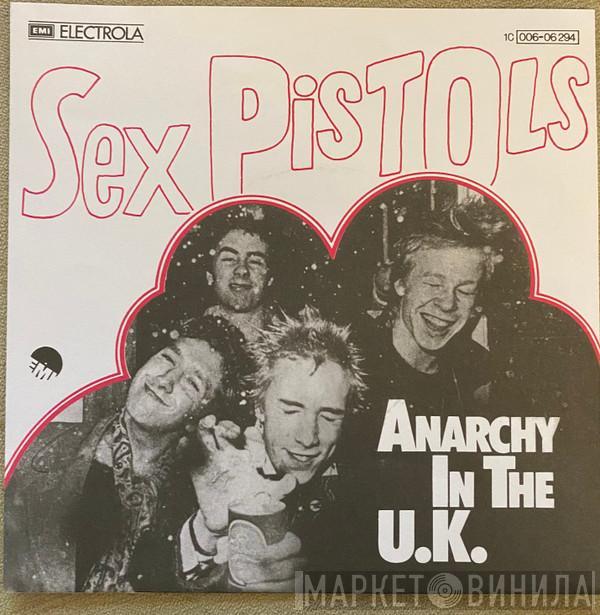 EMI ELECTROLA
1C 006-06 294
SEX PISTOLS
EMI
ANARCHY
IN THE
U.K.
МАРКЕТ ВИНИЛА